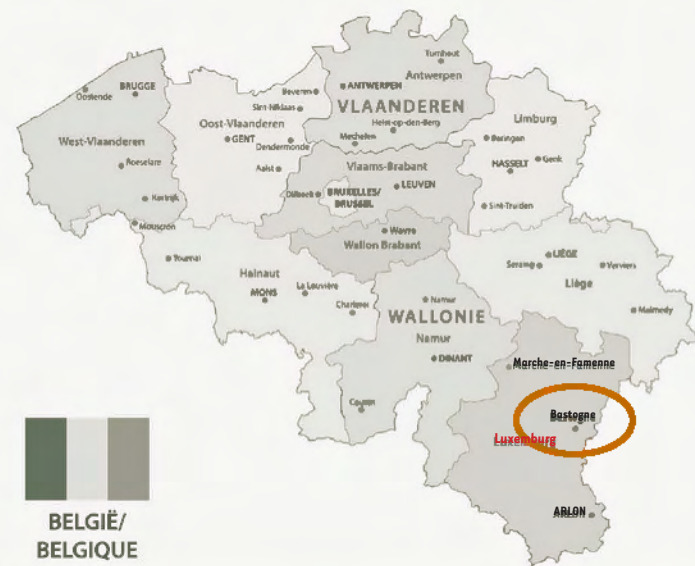 Turnhout
Antwerpen
ANTWERPEN
Beveren
BRUGGE
Oostende
Sint-Niklaas
VLAANDEREN
Oost-Vlaanderen
Heist-op-den-Berg
Limburg
West-Vlaanderen
GENT
Dendermonde
Mechelen
Beringen
Genk
HASSELT
Roeselare
Aalst
Vlaams-Brabant
LEUVEN
Dilbeek
BRUXELLES/
BRUSSEL
Kortrijk
Sint-Truiden
Mouscron
Wavre
Wallon Brabant
Tournai
LIÈGE
Seraing
Verviers
Hainaut
Liège
MONS
La Louvière
Namur
Charleroi
WALLONIE
Malmedy
Namur
DINANT
Marche-en-Famenne
Couvin
Bastogne
Luxemburg
ARLON
BELGIË/
BELGIQUE